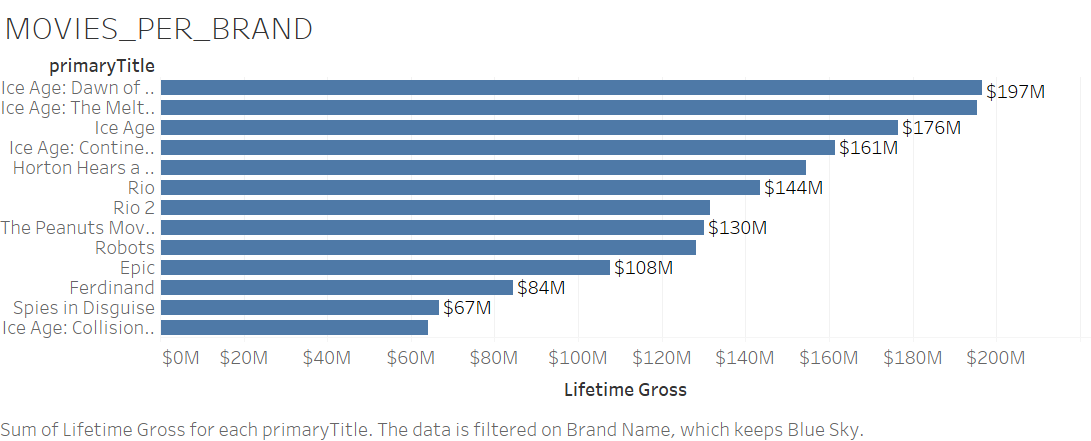 MOVIES_PER_BRAND
primaryTitle
Ice Age: Dawn of .. $197M
Ice Age: The Melt..
Ice Age $176M
Ice Age: Contine.. $161M
Horton Hears a ..
Rio $144M
Rio 2
The Peanuts Mov.. $130M
Robots
Epic $108M
Ferdinand $84M
Spies in Disguise $67M
Ice Age: Collision..
$0M $20M $40M $60M $80M $100M $120M $140M $160M $180M $200M
Lifetime Gross
Sum of Lifetime Gross for each primaryTitle. The data is filtered on Brand Name, which keeps Blue Sky.